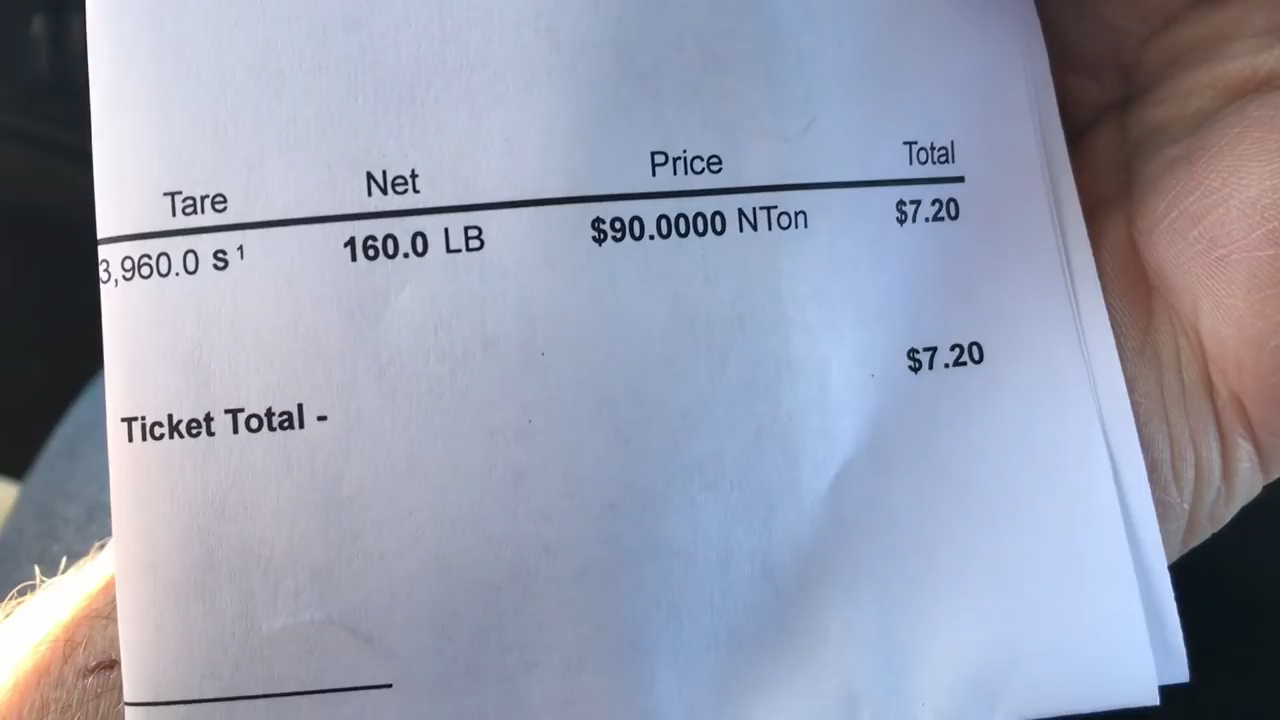 Tare Net Price Total
3,960.0 s¹ 160.0 LB $90.0000 NTon $7.20
$7.20
Ticket Total -